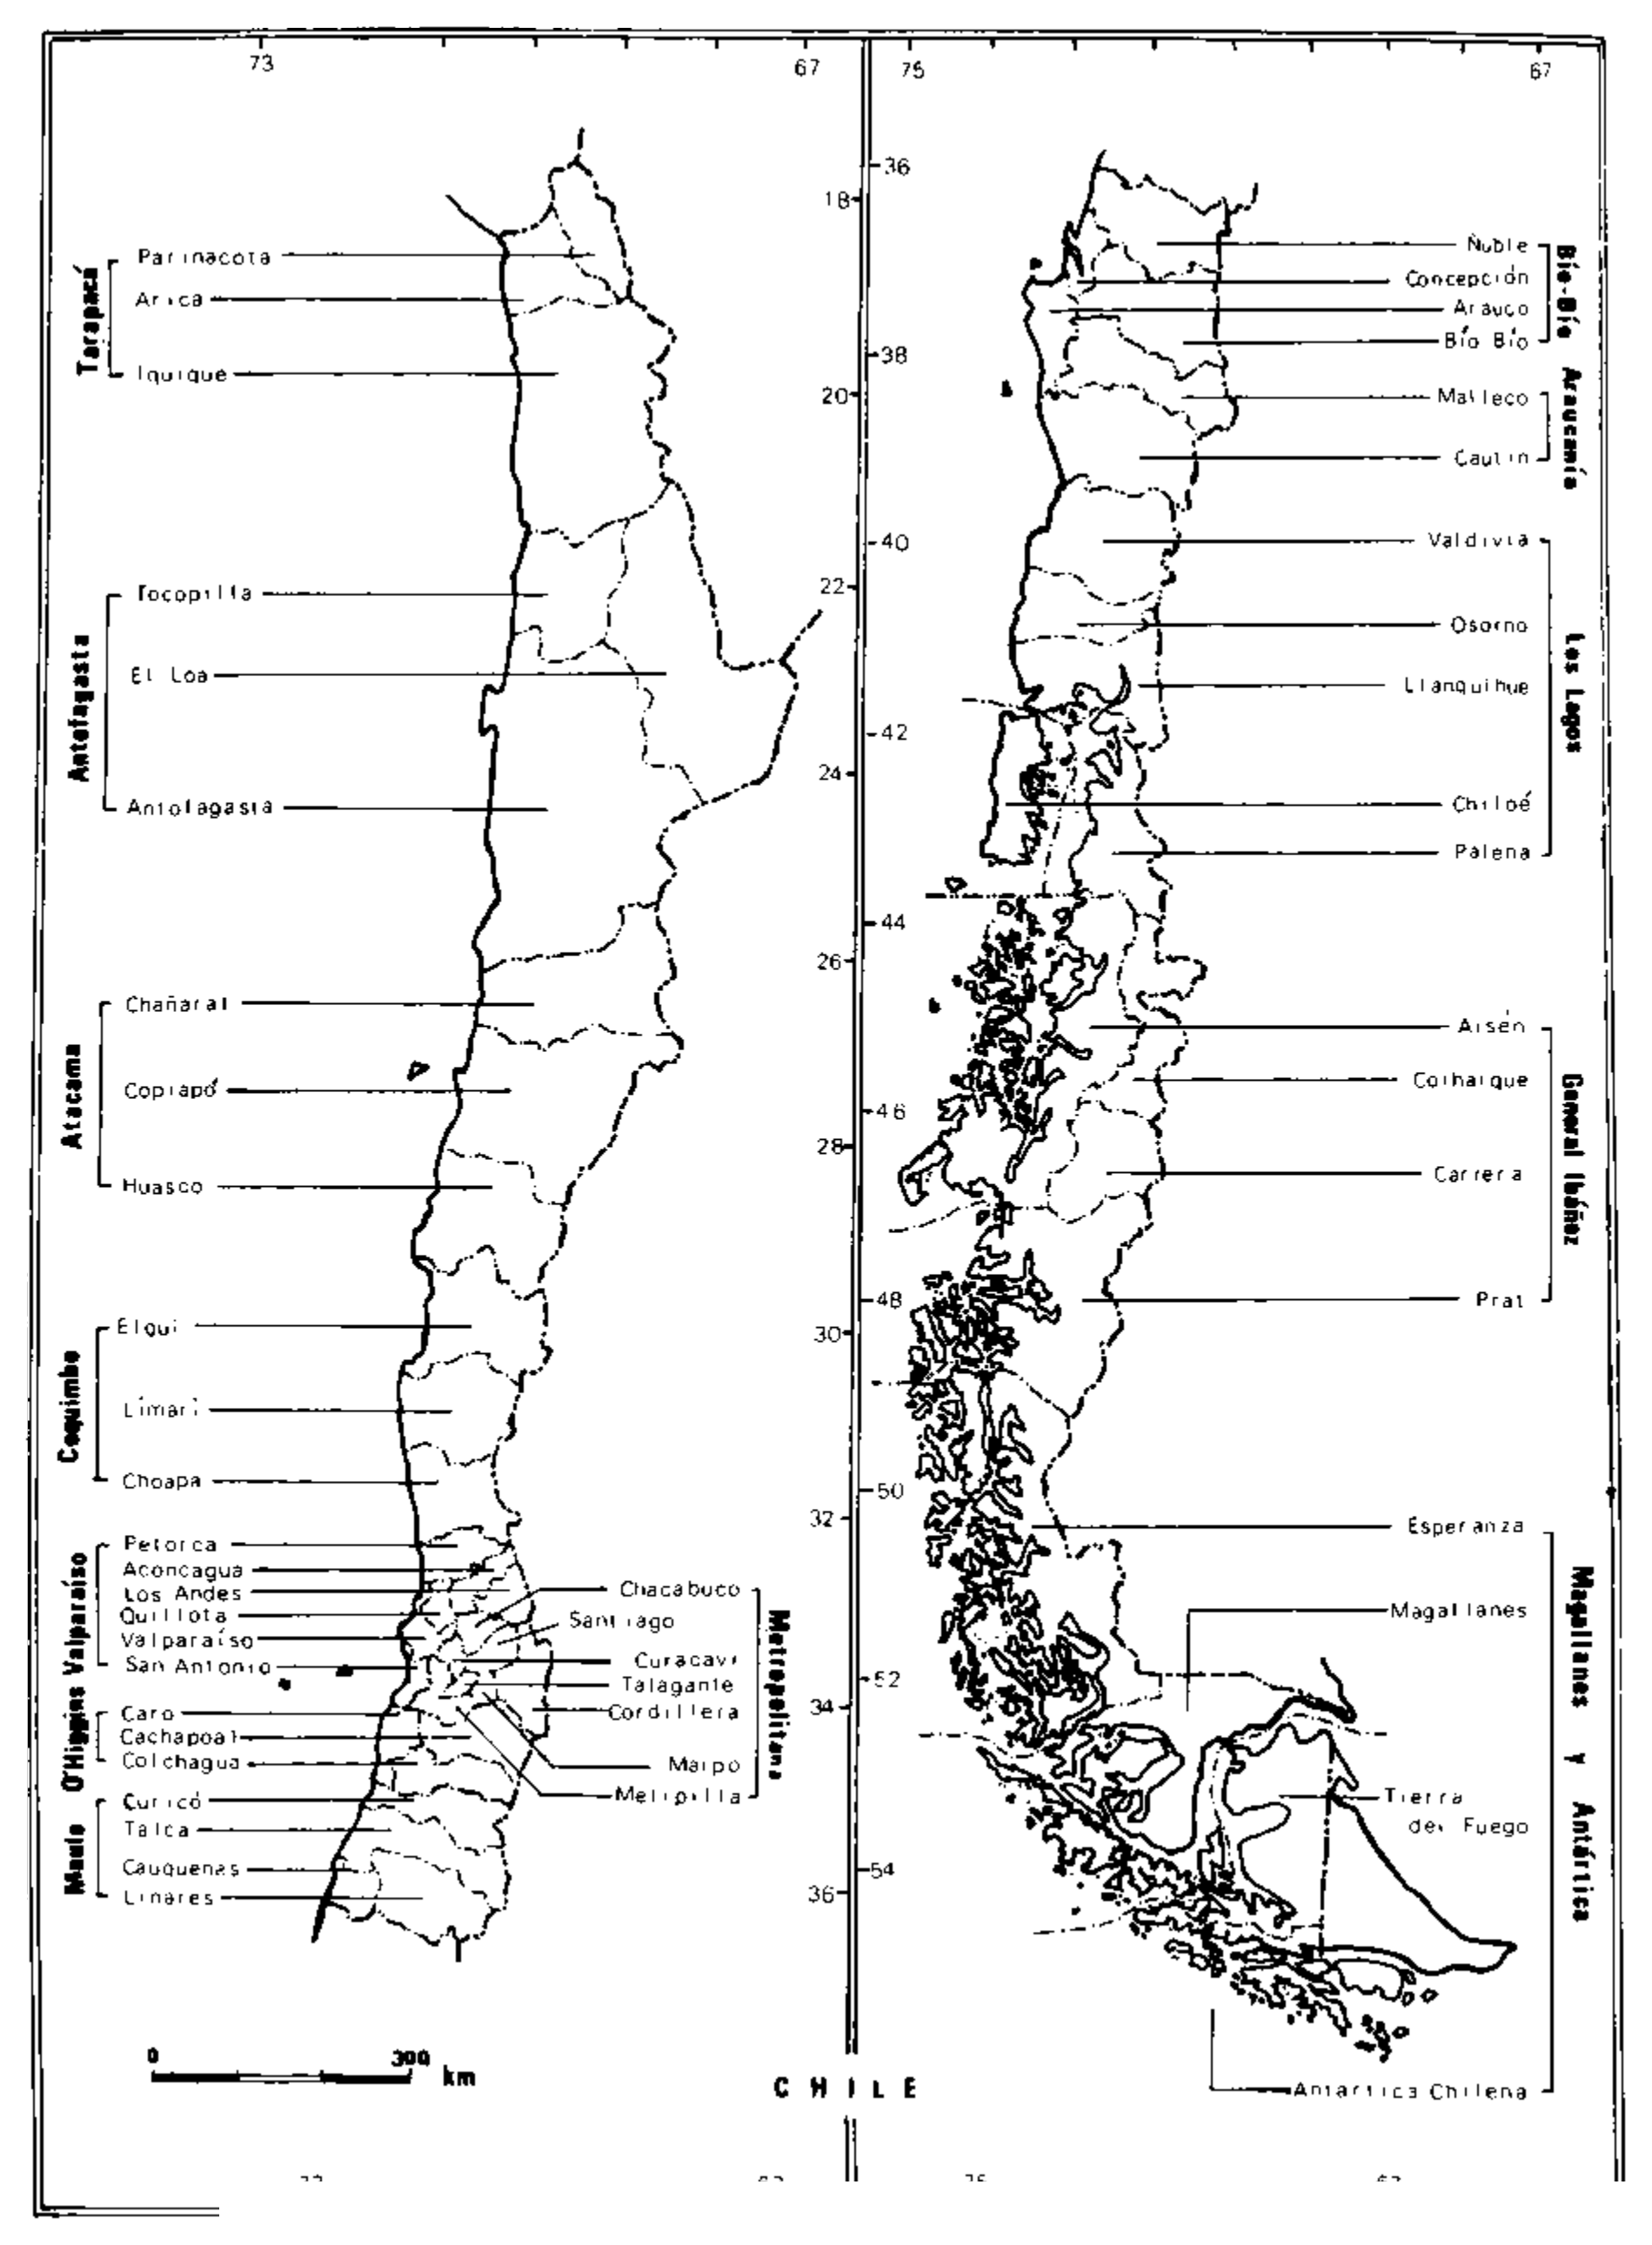 73
67
75
67
Tarapacá
Parinacota
Arica
Iquique
Antofagasta
Tocopilla
El Loa
Antofagasta
Atacama
Chañaral
Copiapó
Huasco
Coquimbo
Elqui
Limarí
Choapa
Valparaíso
Petorca
Aconcagua
Los Andes
Quillota
Valparaíso
San Antonio
O'Higgins
Caro
Cachapoal
Colchagua
Maule
Curicó
Talca
Cauquenes
Linares
Chacabuco
Santiago
Curacaví
Talagante
Cordillera
Maipo
Melipilla
Metropolitana
18
20
22
24
26
28
30
32
34
36
36
38
40
42
44
46
48
50
52
54
Ñuble
Concepción
Arauco
Bío Bío
Bío-Bío
Malleco
Cautín
Araucanía
Valdivia
Osorno
Llanquihue
Chiloé
Palena
Los Lagos
Aisén
Coihaique
Carrera
Prat
General Ibáñez
Esperanza
Magallanes
Tierra
del Fuego
Antártica Chilena
Magallanes Y Antártica
0 300 km
CHILE